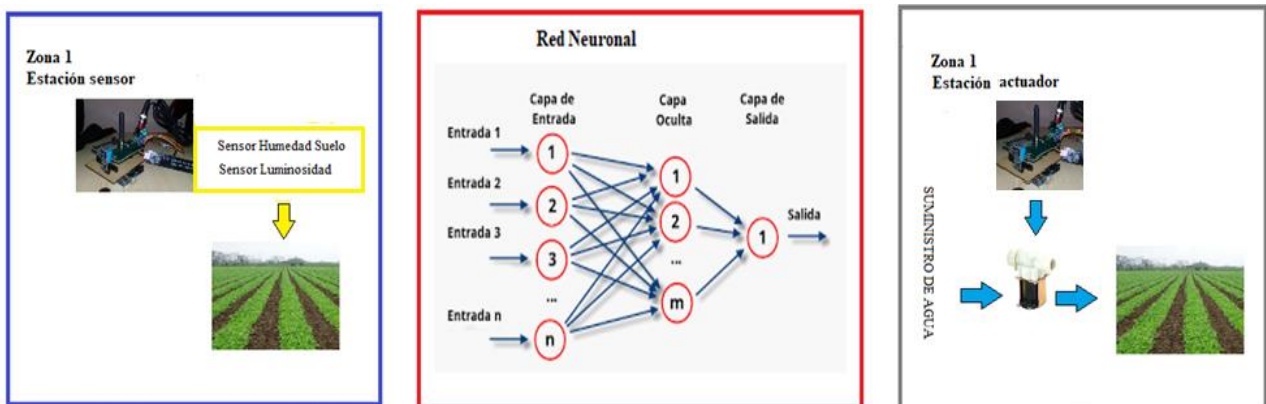 Zona 1
Estación sensor
Sensor Humedad Suelo
Sensor Luminosidad
Red Neuronal
Capa de
Entrada
Capa
Oculta
Capa de
Salida
Entrada 1
Entrada 2
Entrada 3
...
Entrada n
1
2
3
...
n
1
2
...
m
1
Salida
Zona 1
Estación actuador
SUMINISTRO DE AGUA